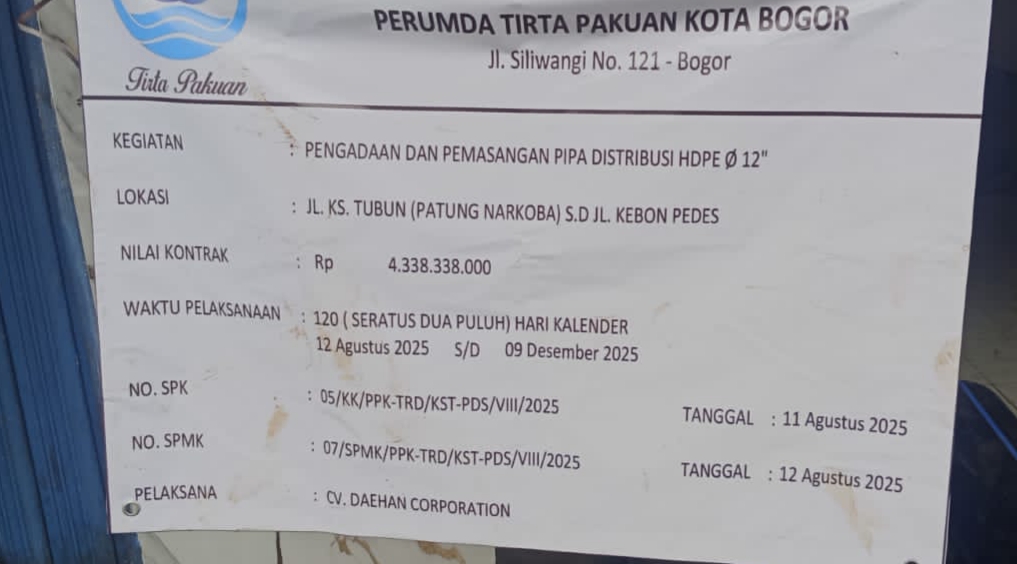 PERUMDA TIRTA PAKUAN KOTA BOGOR
Jl. Siliwangi No. 121 - Bogor
Tirta Pakuan
KEGIATAN : PENGADAAN DAN PEMASANGAN PIPA DISTRIBUSI HDPE Ø 12"
LOKASI : JL. KS. TUBUN (PATUNG NARKOBA) S.D JL. KEBON PEDES
NILAI KONTRAK : Rp 4.338.338.000
WAKTU PELAKSANAAN : 120 ( SERATUS DUA PULUH) HARI KALENDER
12 Agustus 2025 S/D 09 Desember 2025
NO. SPK : 05/KK/PPK-TRD/KST-PDS/VIII/2025 TANGGAL : 11 Agustus 2025
NO. SPMK : 07/SPMK/PPK-TRD/KST-PDS/VIII/2025 TANGGAL : 12 Agustus 2025
PELAKSANA : CV. DAEHAN CORPORATION